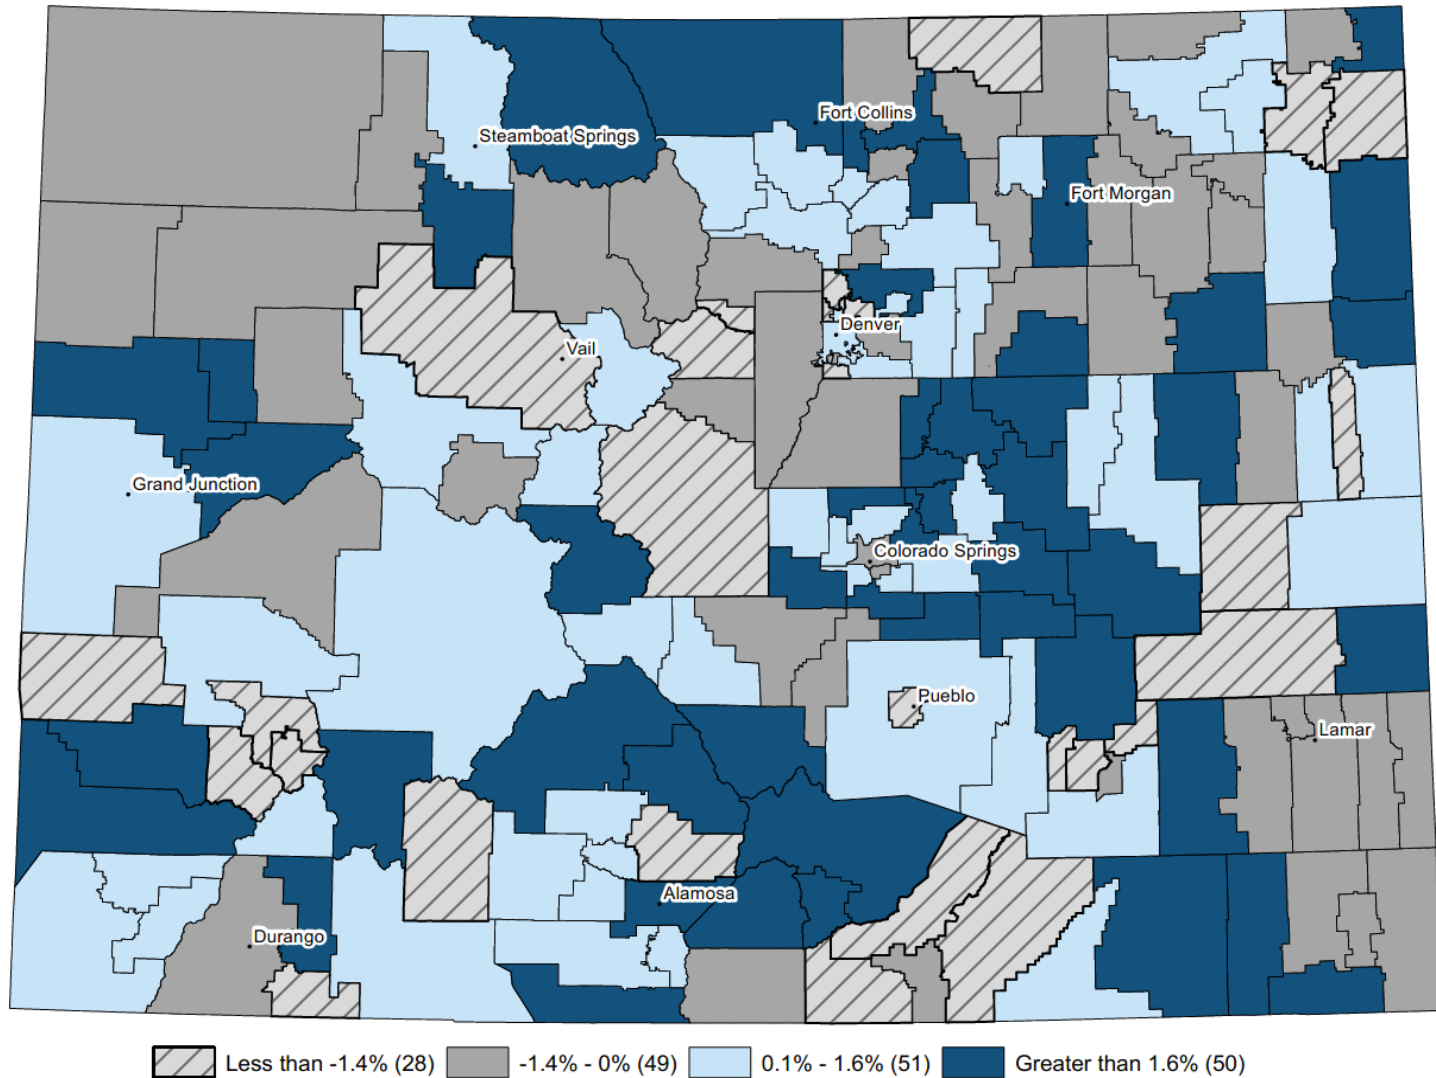 Fort Collins
Steamboat Springs
Fort Morgan
Denver
Vail
Grand Junction
Colorado Springs
Pueblo
Lamar
Alamosa
Durango
Less than -1.4% (28)
-1.4% - 0% (49)
0.1% - 1.6% (51)
Greater than 1.6% (50)